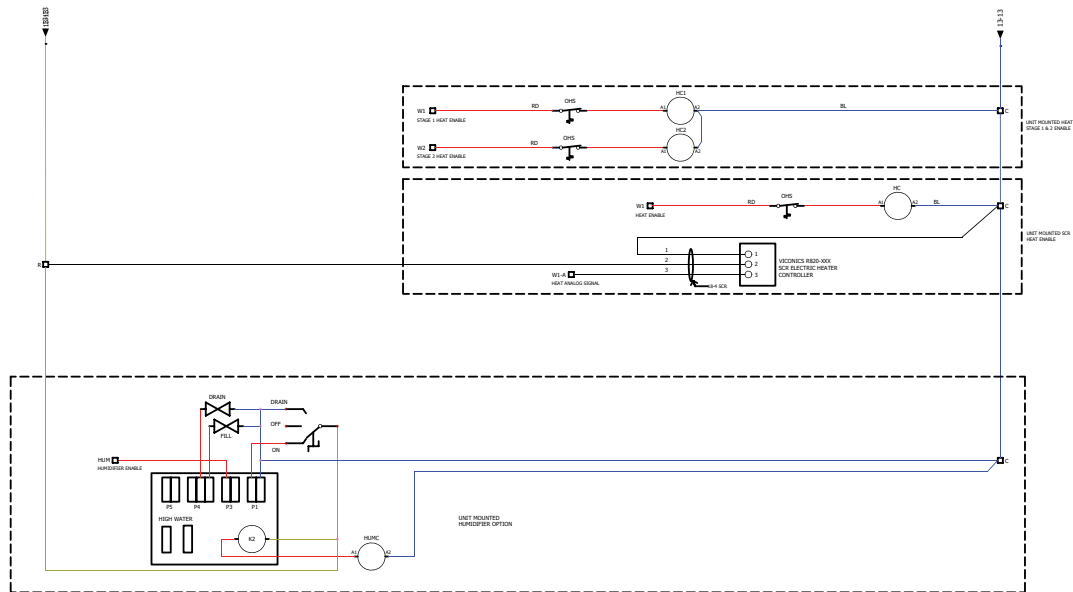 13-13
HC1
OHS
W1
RD
A1
A2
BL
C
STAGE 1 HEAT ENABLE
UNIT MOUNTED HEAT
STAGE 1 & 2 ENABLE
HC2
OHS
W2
RD
A1
A2
STAGE 2 HEAT ENABLE
HC
OHS
W1
RD
A1
A2
BL
C
HEAT ENABLE
UNIT MOUNTED SCR
HEAT ENABLE
R
1
1
2
2
3
3
VICONICS R820-XXX
SCR ELECTRIC HEATER
CONTROLLER
W1-A
HEAT ANALOG SIGNAL
18-4 SCR
DRAIN
DRAIN
OFF
FILL
ON
HUM
HUMIDIFIER ENABLE
C
P5
P4
P3
P1
HIGH WATER
UNIT MOUNTED
HUMIDIFIER OPTION
K2
HUMC
A1
A2